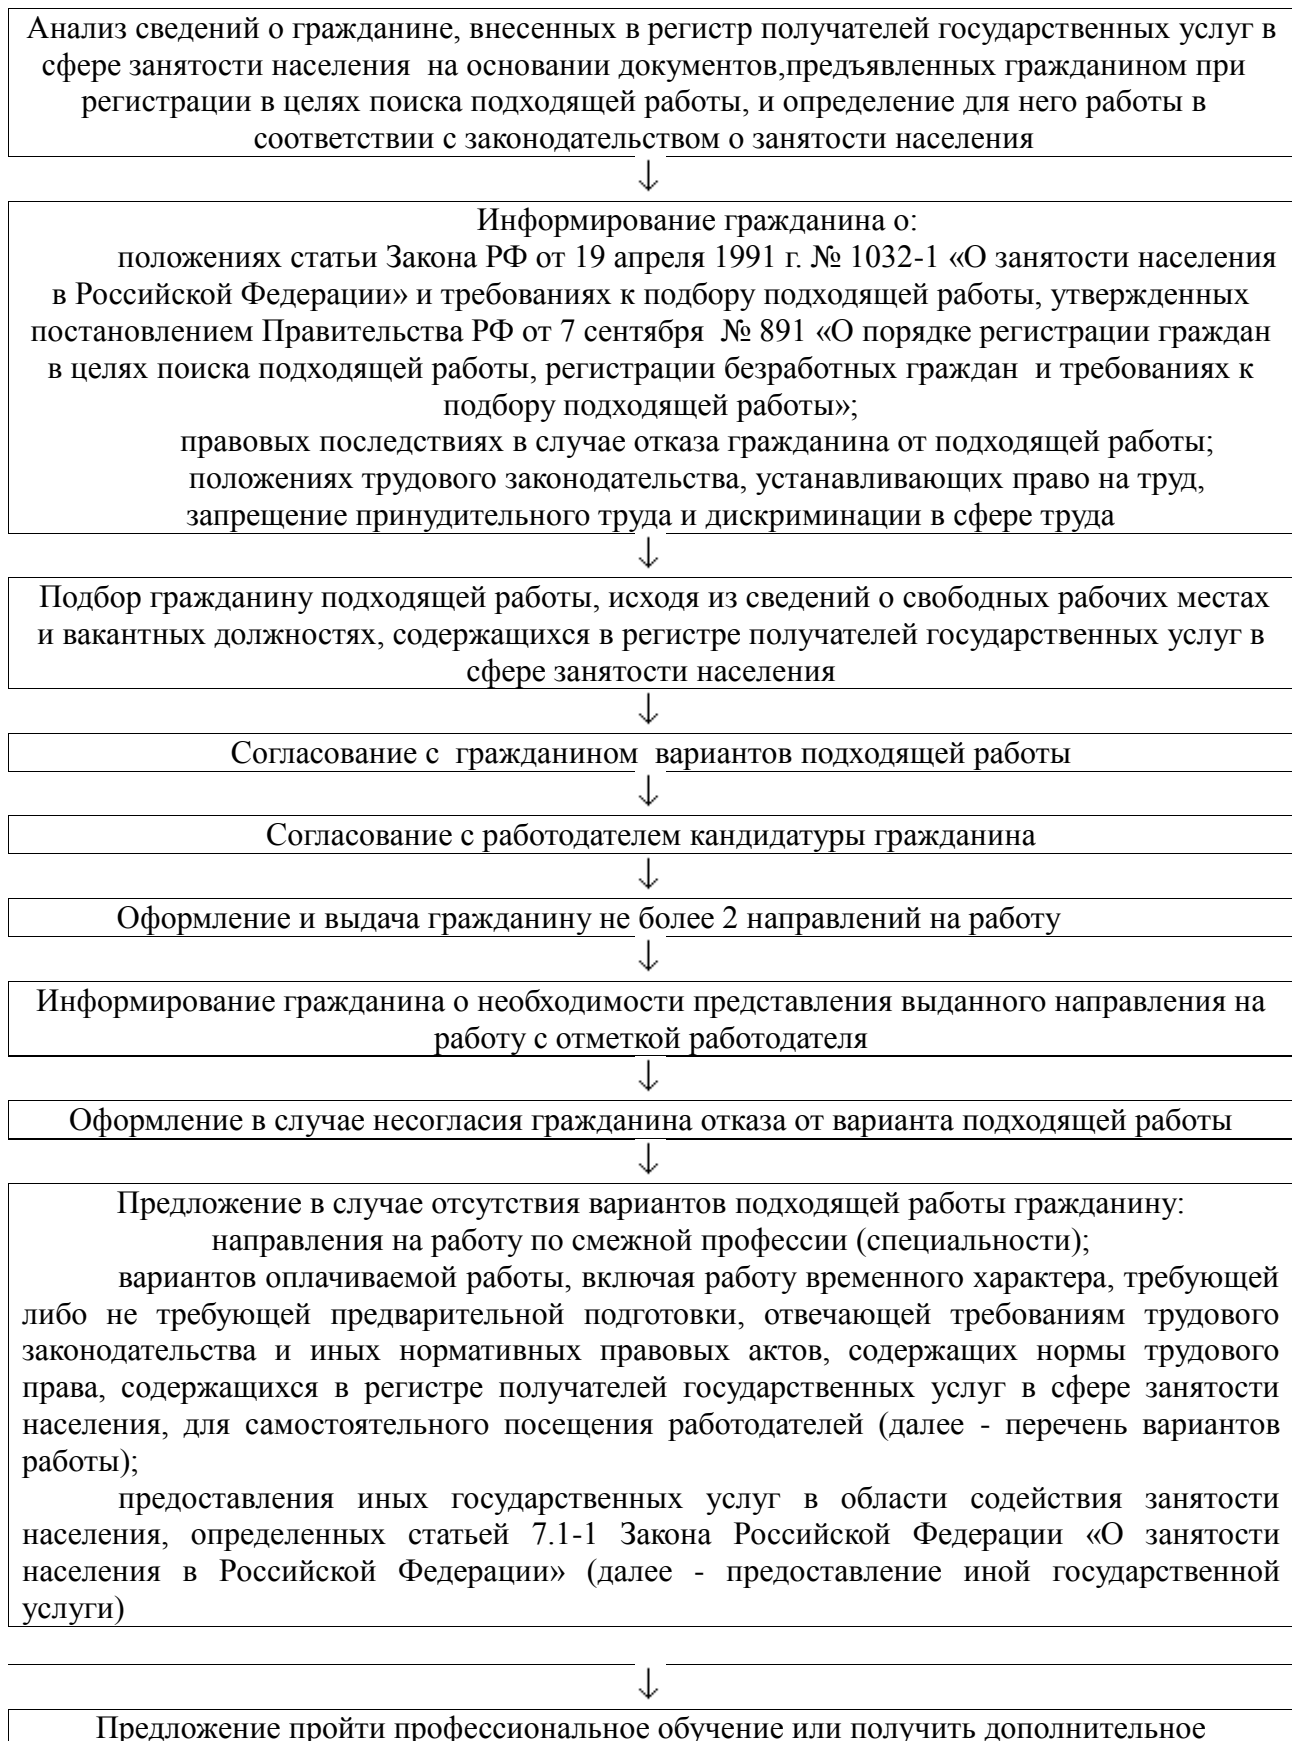 Анализ сведений о гражданине, внесенных в регистр получателей государственных услуг в
сфере занятости населения на основании документов,предъявленных гражданином при
регистрации в целях поиска подходящей работы, и определение для него работы в
соответствии с законодательством о занятости населения
↓
Информирование гражданина о:
положениях статьи Закона РФ от 19 апреля 1991 г. № 1032-1 «О занятости населения
в Российской Федерации» и требованиях к подбору подходящей работы, утвержденных
постановлением Правительства РФ от 7 сентября № 891 «О порядке регистрации граждан
в целях поиска подходящей работы, регистрации безработных граждан и требованиях к
подбору подходящей работы»;
правовых последствиях в случае отказа гражданина от подходящей работы;
положениях трудового законодательства, устанавливающих право на труд,
запрещение принудительного труда и дискриминации в сфере труда
↓
Подбор гражданину подходящей работы, исходя из сведений о свободных рабочих местах
и вакантных должностях, содержащихся в регистре получателей государственных услуг в
сфере занятости населения
↓
Согласование с гражданином вариантов подходящей работы
↓
Согласование с работодателем кандидатуры гражданина
↓
Оформление и выдача гражданину не более 2 направлений на работу
↓
Информирование гражданина о необходимости представления выданного направления на
работу с отметкой работодателя
↓
Оформление в случае несогласия гражданина отказа от варианта подходящей работы
↓
Предложение в случае отсутствия вариантов подходящей работы гражданину:
направления на работу по смежной профессии (специальности);
вариантов оплачиваемой работы, включая работу временного характера, требующей
либо не требующей предварительной подготовки, отвечающей требованиям трудового
законодательства и иных нормативных правовых актов, содержащих нормы трудового
права, содержащихся в регистре получателей государственных услуг в сфере занятости
населения, для самостоятельного посещения работодателей (далее - перечень вариантов
работы);
предоставления иных государственных услуг в области содействия занятости
населения, определенных статьей 7.1-1 Закона Российской Федерации «О занятости
населения в Российской Федерации» (далее - предоставление иной государственной
услуги)
↓
Предложение пройти профессиональное обучение или получить дополнительное